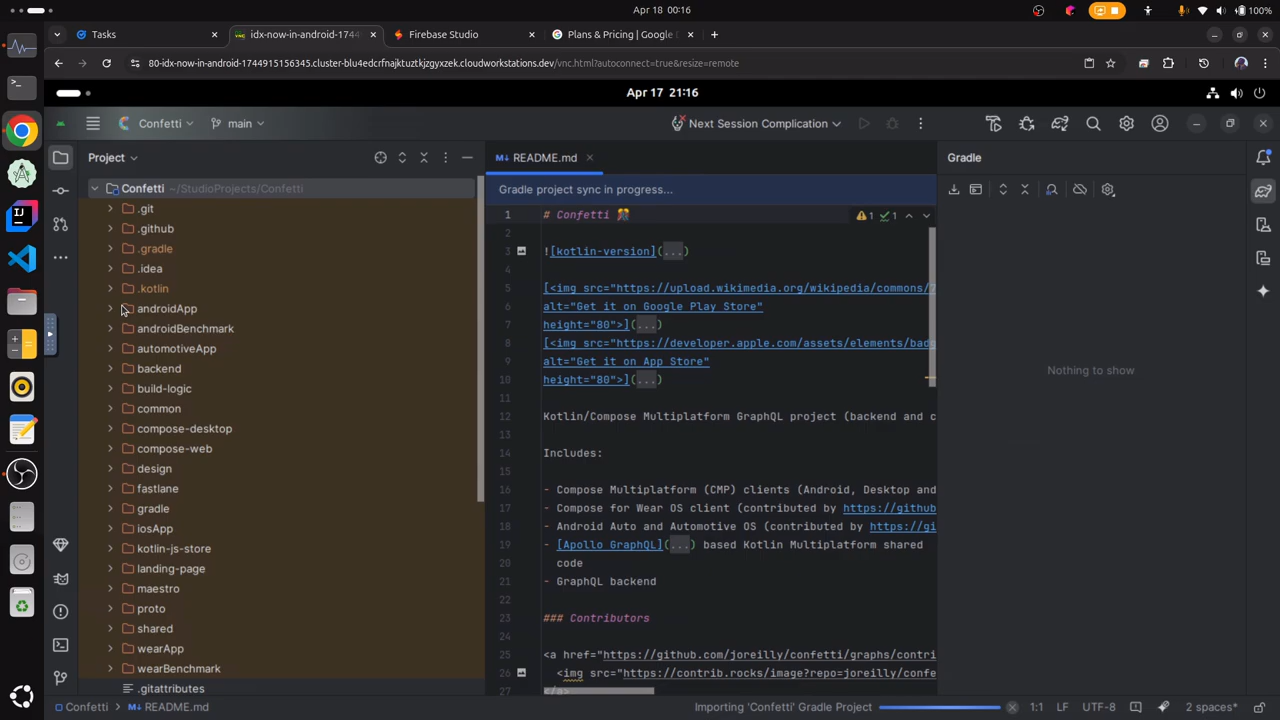 Apr 18 00:16
100%
Tasks
idx-now-in-android-1744
Firebase Studio
Plans & Pricing | Google
80-idx-now-in-android-1744915156345.cluster-blu4edcrfnajktuztkjzgyxzek.cloudworkstations.dev/vnc.html?autoconnect=true&resize=remote
Apr 17 21:16
Confetti
main
Next Session Complication
Project
README.md
Gradle
Confetti ~/StudioProjects/Confetti
Gradle project sync in progress...
.git
.github
.gradle
.idea
.kotlin
androidApp
androidBenchmark
automotiveApp
backend
build-logic
common
compose-desktop
compose-web
design
fastlane
gradle
iosApp
kotlin-js-store
landing-page
maestro
proto
shared
wearApp
wearBenchmark
.gitattributes
1 # Confetti 🎊
1 1
2
3 ![kotlin-version](...)
4
5 [<img src="https://upload.wikimedia.org/wikipedia/commons/7
6 alt="Get it on Google Play Store"
7 height="80">](...)
8 [<img src="https://developer.apple.com/assets/elements/badg
9 alt="Get it on App Store"
10 height="80">](...)
11
12 Kotlin/Compose Multiplatform GraphQL project (backend and c
13
14 Includes:
15
16 - Compose Multiplatform (CMP) clients (Android, Desktop and
17 - Compose for Wear OS client (contributed by https://github
18 - Android Auto and Automotive OS (contributed by https://gi
19 - [Apollo GraphQL](...) based Kotlin Multiplatform shared
20 code
21 - GraphQL backend
22
23 ### Contributors
24
25 <a href="https://github.com/joreilly/confetti/graphs/contri
26 <img src="https://contrib.rocks/image?repo=joreilly/confe
27 </a>
Nothing to show
Confetti > README.md
Importing 'Confetti' Gradle Project
1:1
LF
UTF-8
2 spaces*